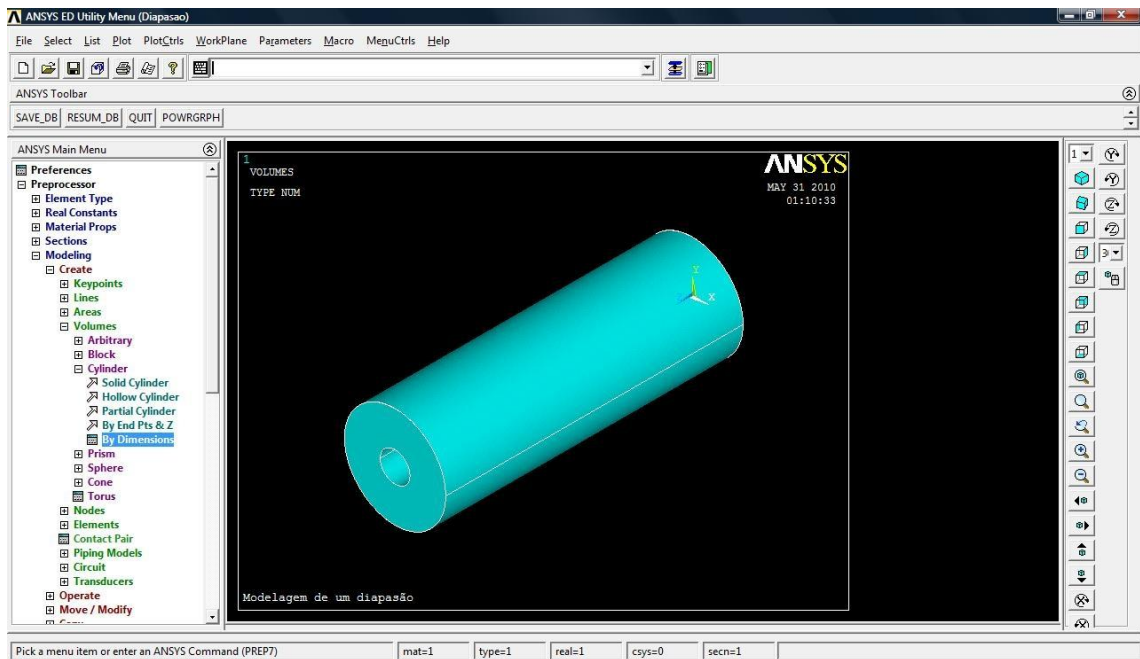 ANSYS ED Utility Menu (Diapasao)
File Select List Plot PlotCtrls WorkPlane Parameters Macro MenuCtrls Help
ANSYS Toolbar
SAVE_DB RESUM_DB QUIT POWRGRPH
ANSYS Main Menu
Preferences
Preprocessor
Element Type
Real Constants
Material Props
Sections
Modeling
Create
Keypoints
Lines
Areas
Volumes
Arbitrary
Block
Cylinder
Solid Cylinder
Hollow Cylinder
Partial Cylinder
By End Pts & Z
By Dimensions
Prism
Sphere
Cone
Torus
Nodes
Elements
Contact Pair
Piping Models
Circuit
Transducers
Operate
Move / Modify
1
VOLUMES
TYPE NUM
ANSYS
MAY 31 2010
01:10:33
Y
X
Modelagem de um diapasão
1
Pick a menu item or enter an ANSYS Command (PREP7) mat=1 type=1 real=1 csys=0 secn=1